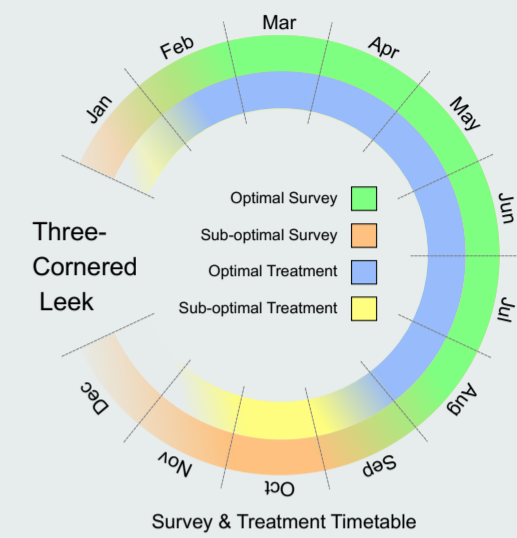 Jan
Feb
Mar
Apr
May
Jun
Jul
Aug
Sep
Oct
Nov
Dec
Three-
Cornered
Leek
Optimal Survey
Sub-optimal Survey
Optimal Treatment
Sub-optimal Treatment
Survey & Treatment Timetable